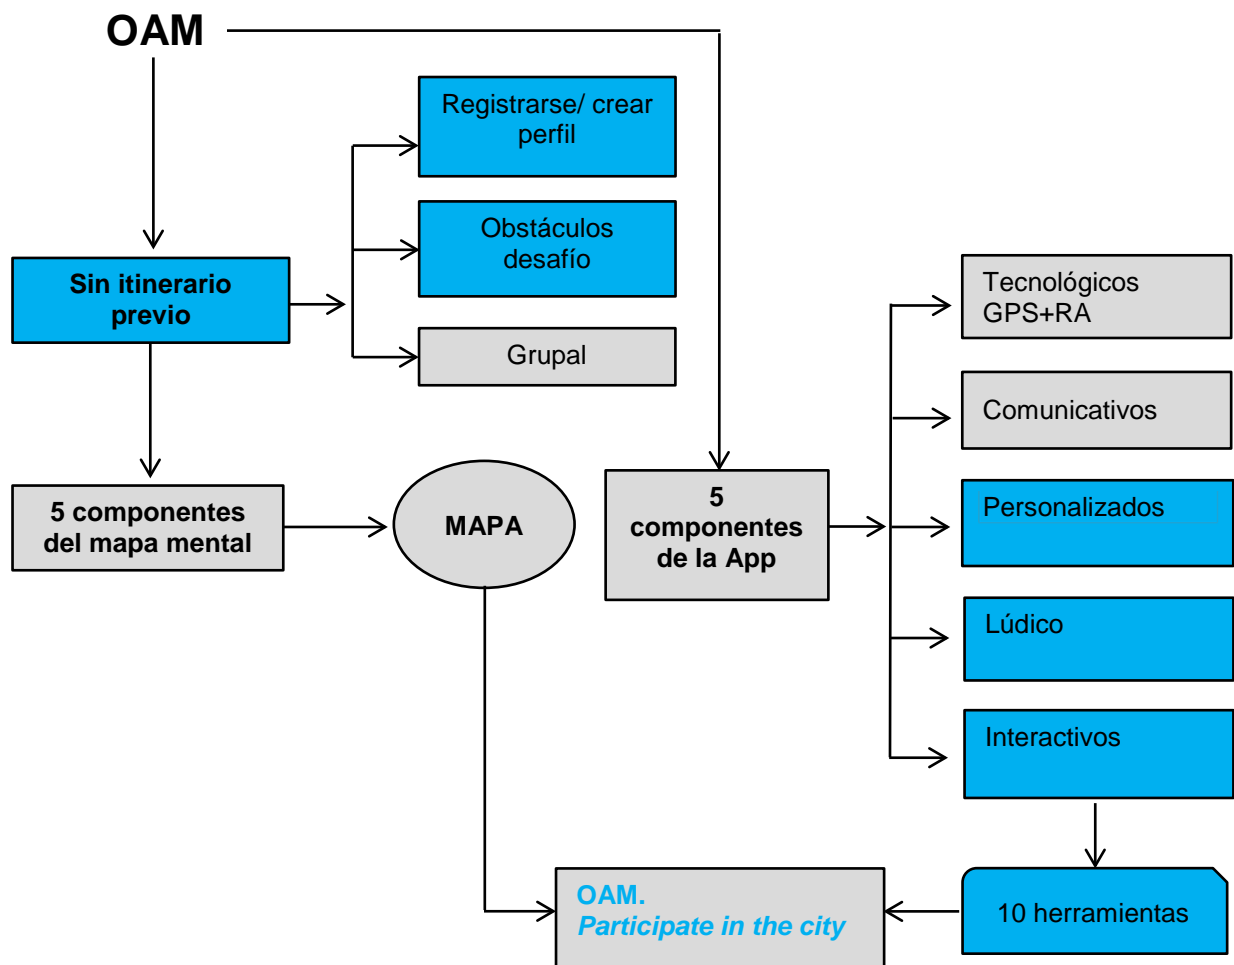 OAM
Registrarse/ crear
perfil
Obstáculos
desafío
Sin itinerario
previo
Grupal
Tecnológicos
GPS+RA
Comunicativos
5 componentes
del mapa mental
MAPA
5
componentes
de la App
Personalizados
Lúdico
Interactivos
OAM.
Participate in the city
10 herramientas